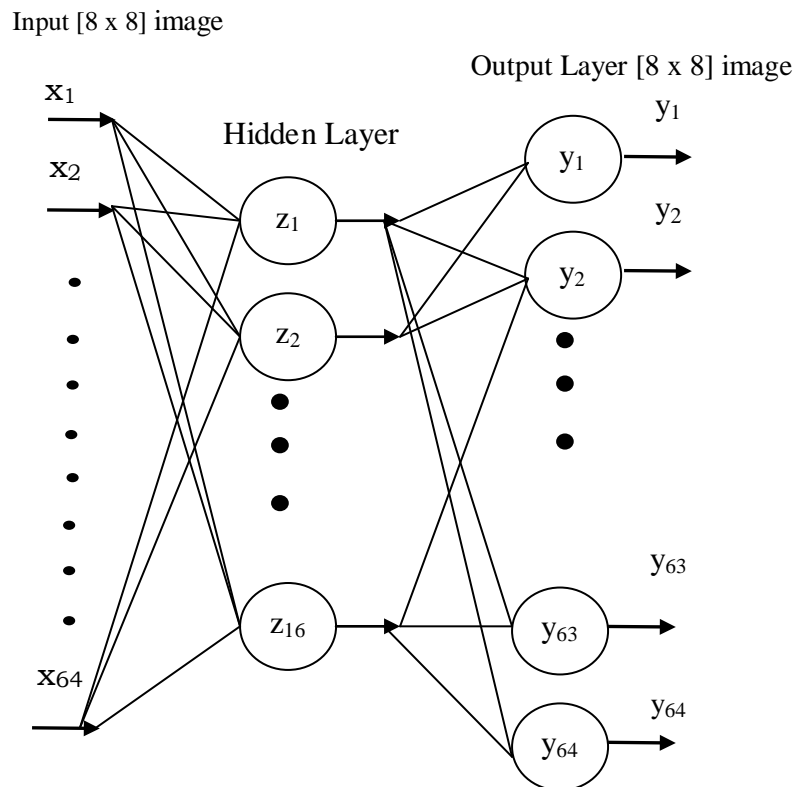 Input [8 x 8] image
Output Layer [8 x 8] image
x₁
y₁
Hidden Layer
y₁
x₂
z₁
y₂
y₂
z₂
y₆₃
z₁₆
y₆₃
x₆₄
y₆₄
y₆₄